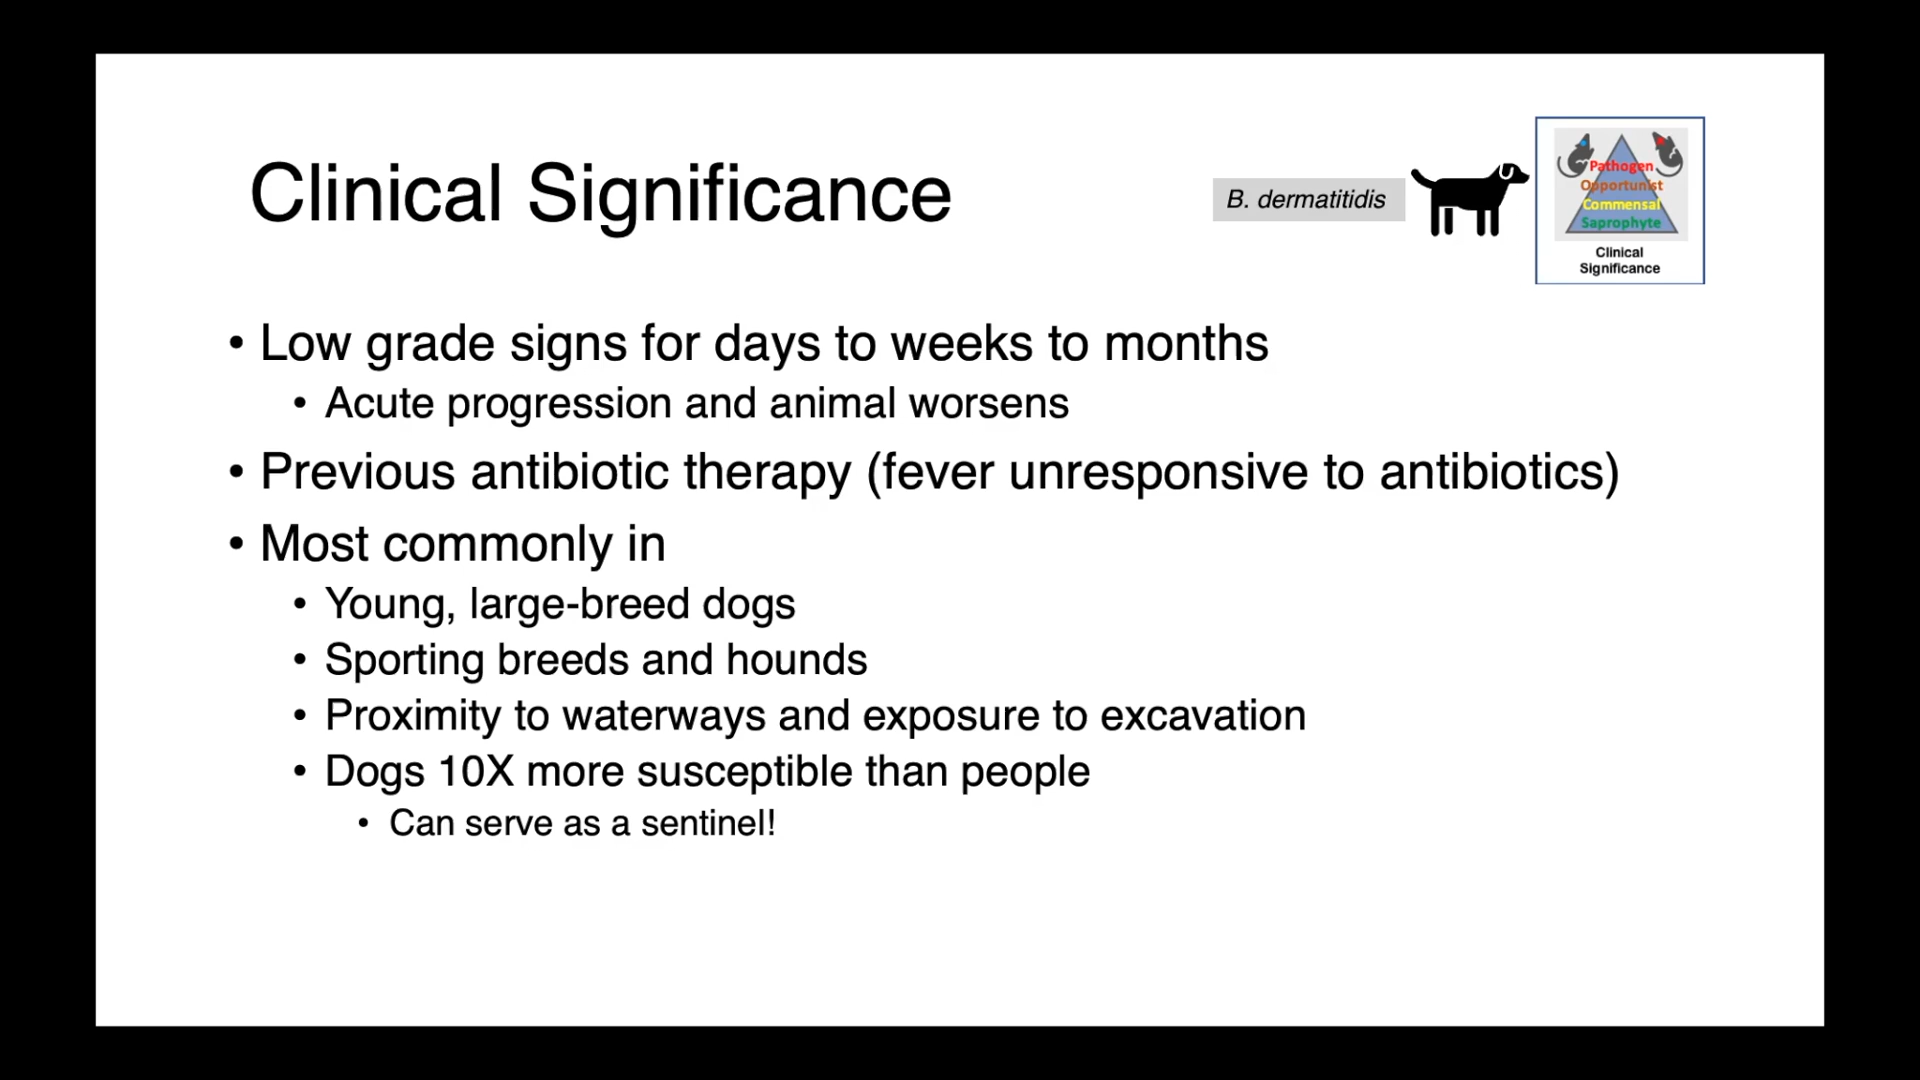 Clinical Significance
B. dermatitidis
Pathogen
Opportunist
Commensal
Saprophyte
Clinical
Significance
• Low grade signs for days to weeks to months
• Acute progression and animal worsens
• Previous antibiotic therapy (fever unresponsive to antibiotics)
• Most commonly in
• Young, large-breed dogs
• Sporting breeds and hounds
• Proximity to waterways and exposure to excavation
• Dogs 10X more susceptible than people
• Can serve as a sentinel!